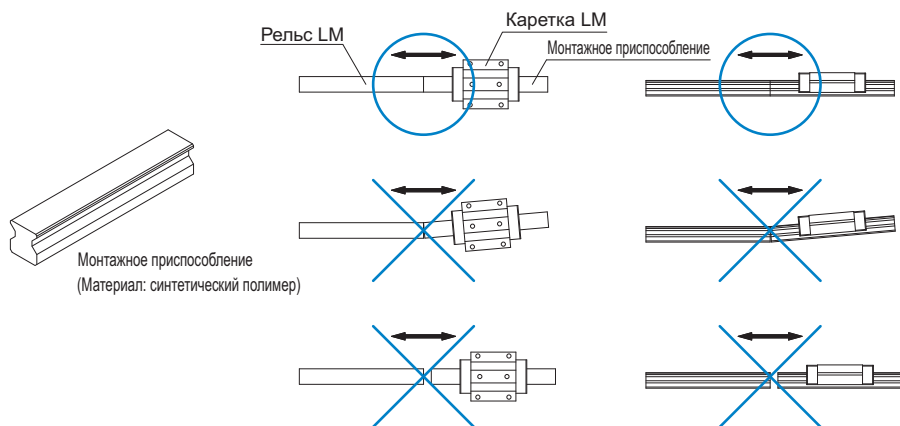 Каретка LM
Рельс LM
Монтажное приспособление
Монтажное приспособление
(Материал: синтетический полимер)